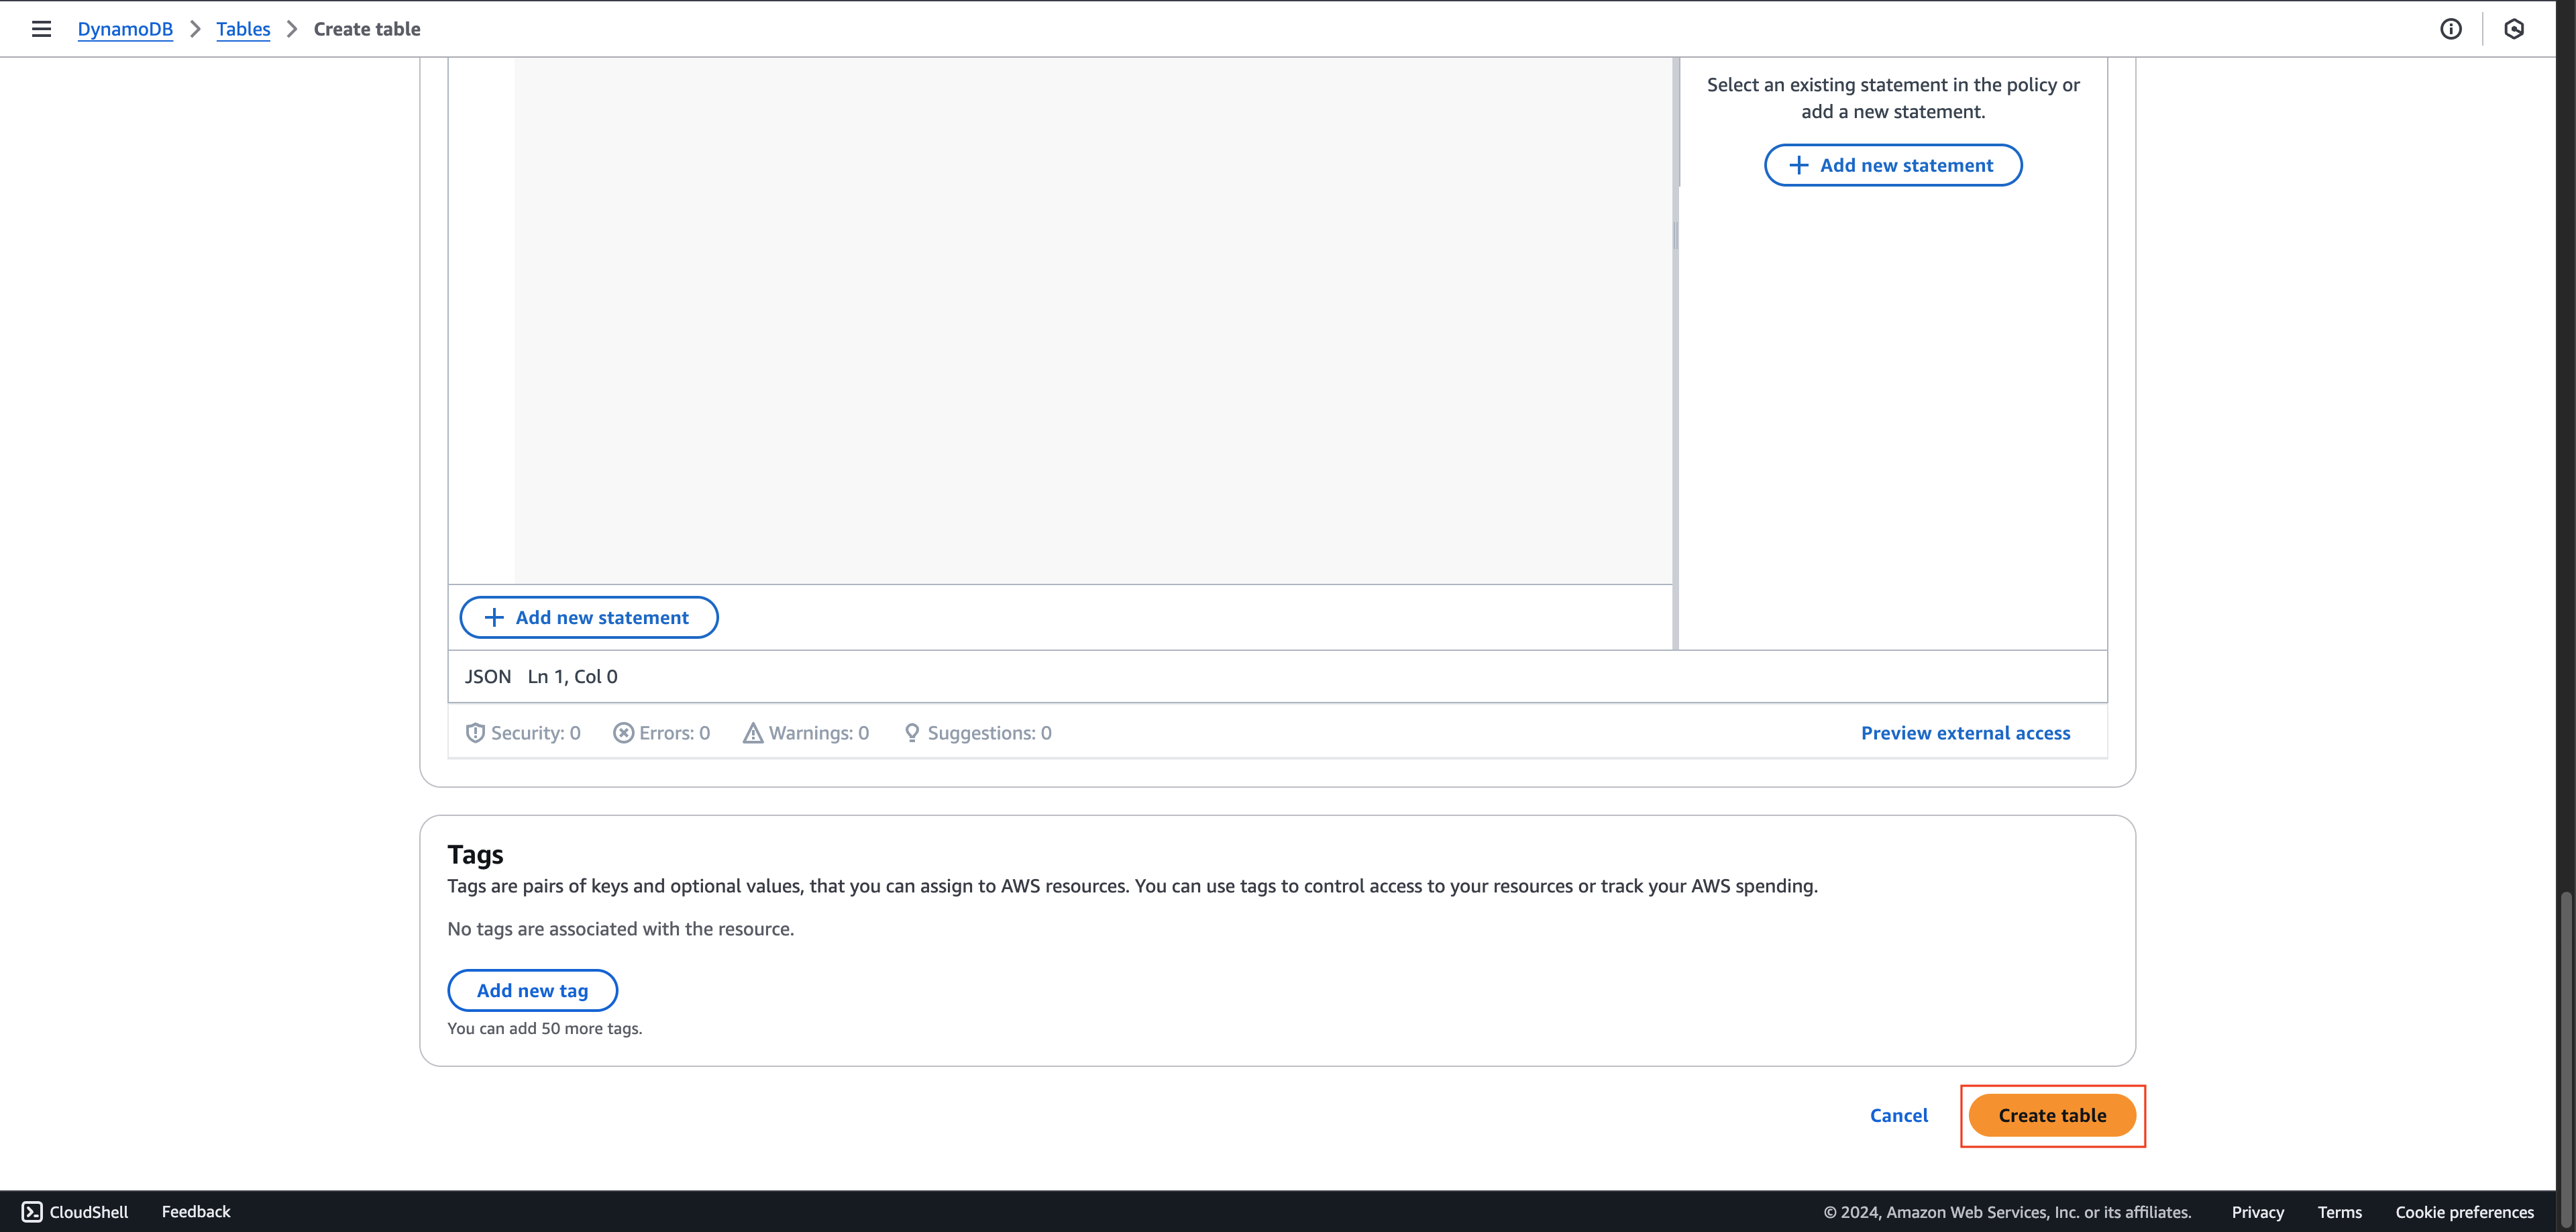 DynamoDB > Tables > Create table
Select an existing statement in the policy or
add a new statement.
+ Add new statement
+ Add new statement
JSON Ln 1, Col 0
Security: 0 Errors: 0 Warnings: 0 Suggestions: 0 Preview external access
Tags
Tags are pairs of keys and optional values, that you can assign to AWS resources. You can use tags to control access to your resources or track your AWS spending.
No tags are associated with the resource.
Add new tag
You can add 50 more tags.
Cancel Create table
CloudShell Feedback © 2024, Amazon Web Services, Inc. or its affiliates. Privacy Terms Cookie preferences